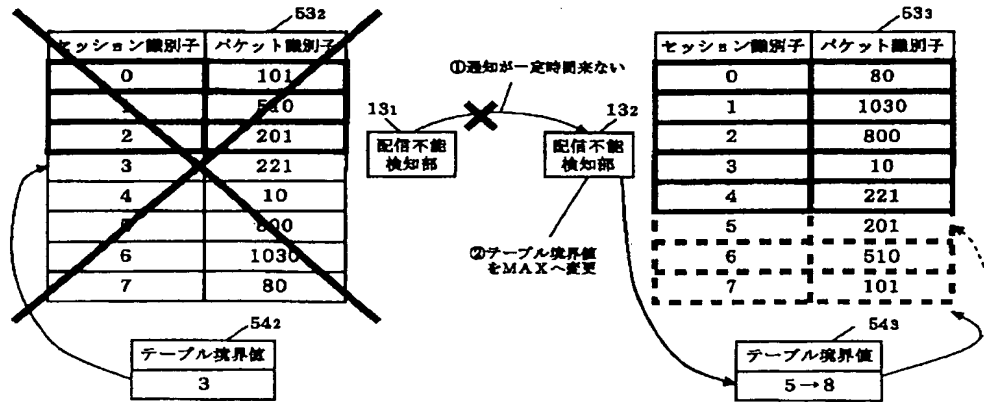 53₂
セッション識別子 パケット識別子
0 101
1 510
2 201
3 221
4 10
5 800
6 1030
7 80
54₂
テーブル境界値
3
①通知が一定時間来ない
13₁
配信不能
検知部
13₂
配信不能
検知部
②テーブル境界値
をMAXへ変更
53₃
セッション識別子 パケット識別子
0 80
1 1030
2 800
3 10
4 221
5 201
6 510
7 101
54₃
テーブル境界値
5→8